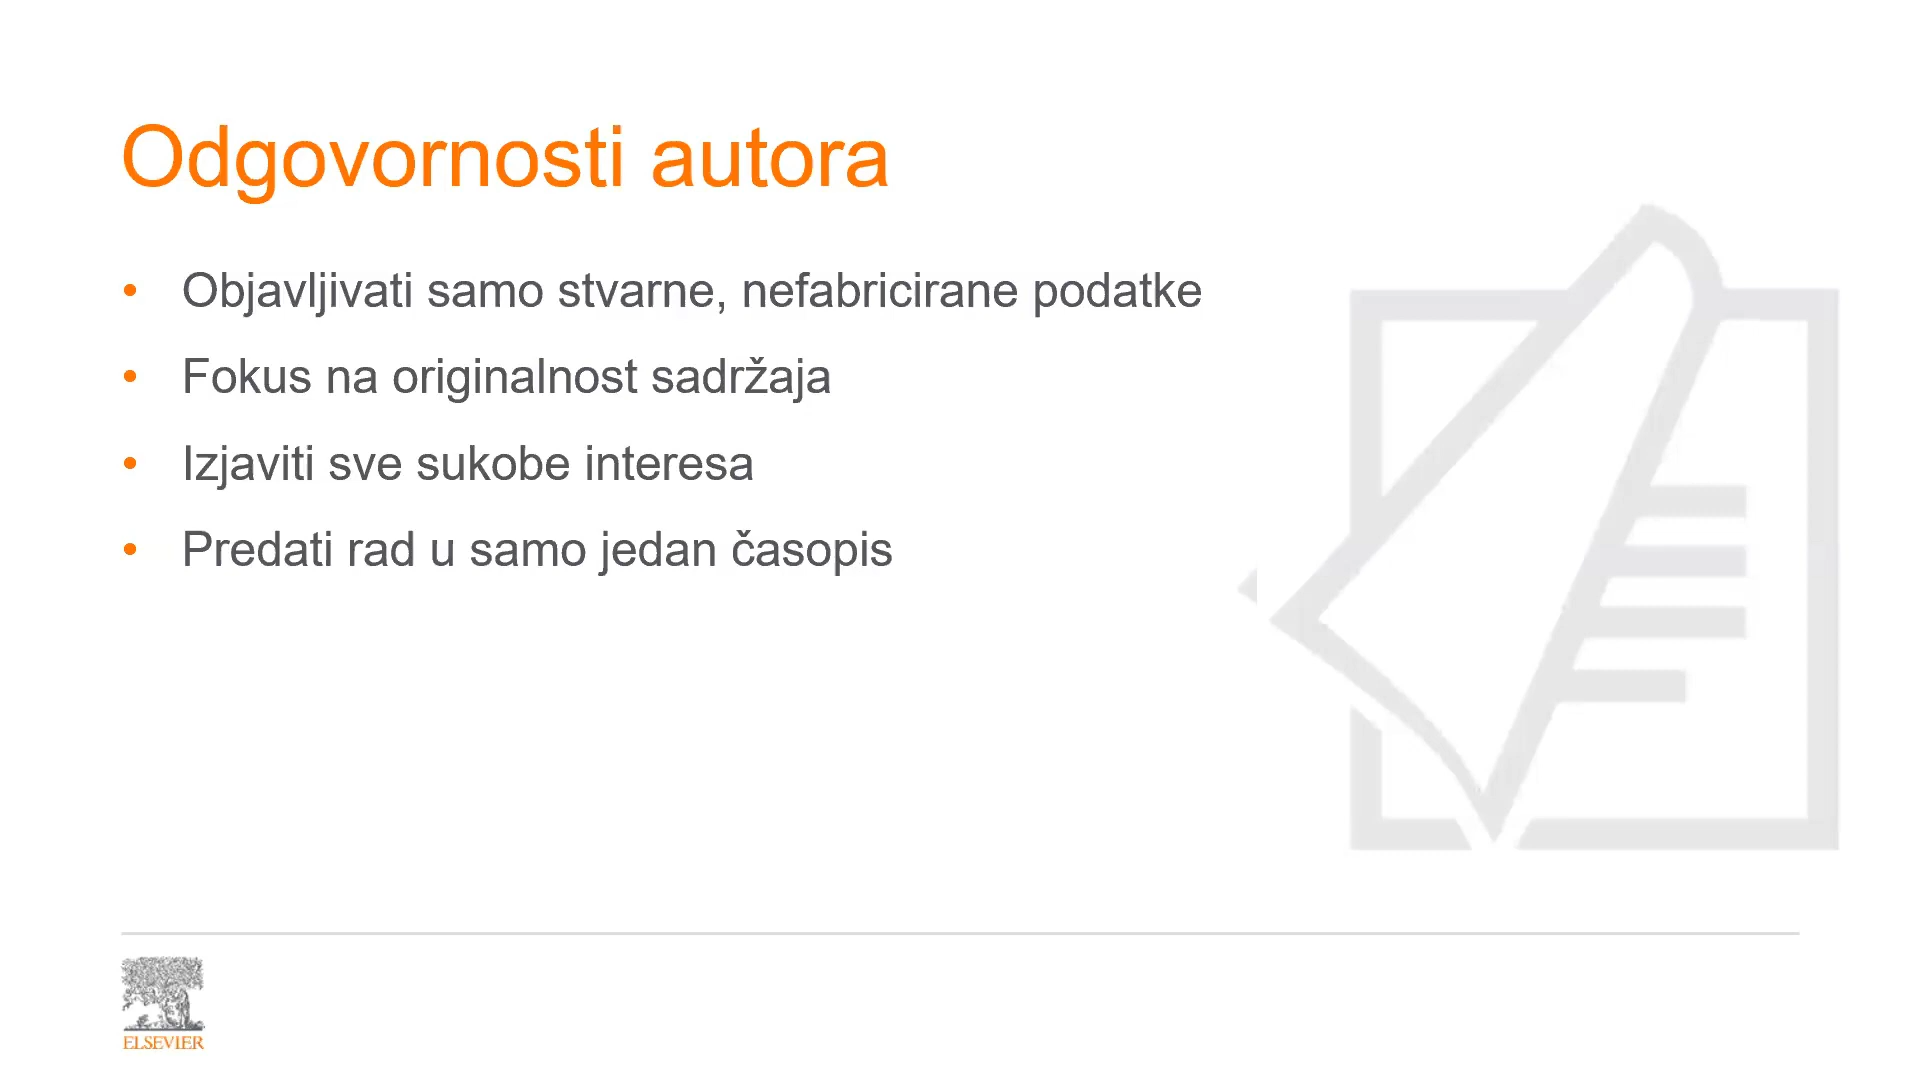 Odgovornosti autora
• Objavljivati samo stvarne, nefabricirane podatke
• Fokus na originalnost sadržaja
• Izjaviti sve sukobe interesa
• Predati rad u samo jedan časopis
ELSEVIER